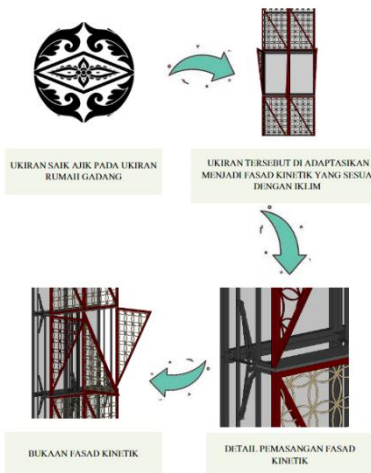 UKIRAN SAIK AJIK PADA UKIRAN
RUMAH GADANG
UKIRAN TERSEBUT DI ADAPTASIKAN
MENJADI FASAD KINETIK YANG SESUA
DENGAN IKLIM
DETAIL PEMASANGAN FASAD
KINETIK
BUKAAN FASAD KINETIK